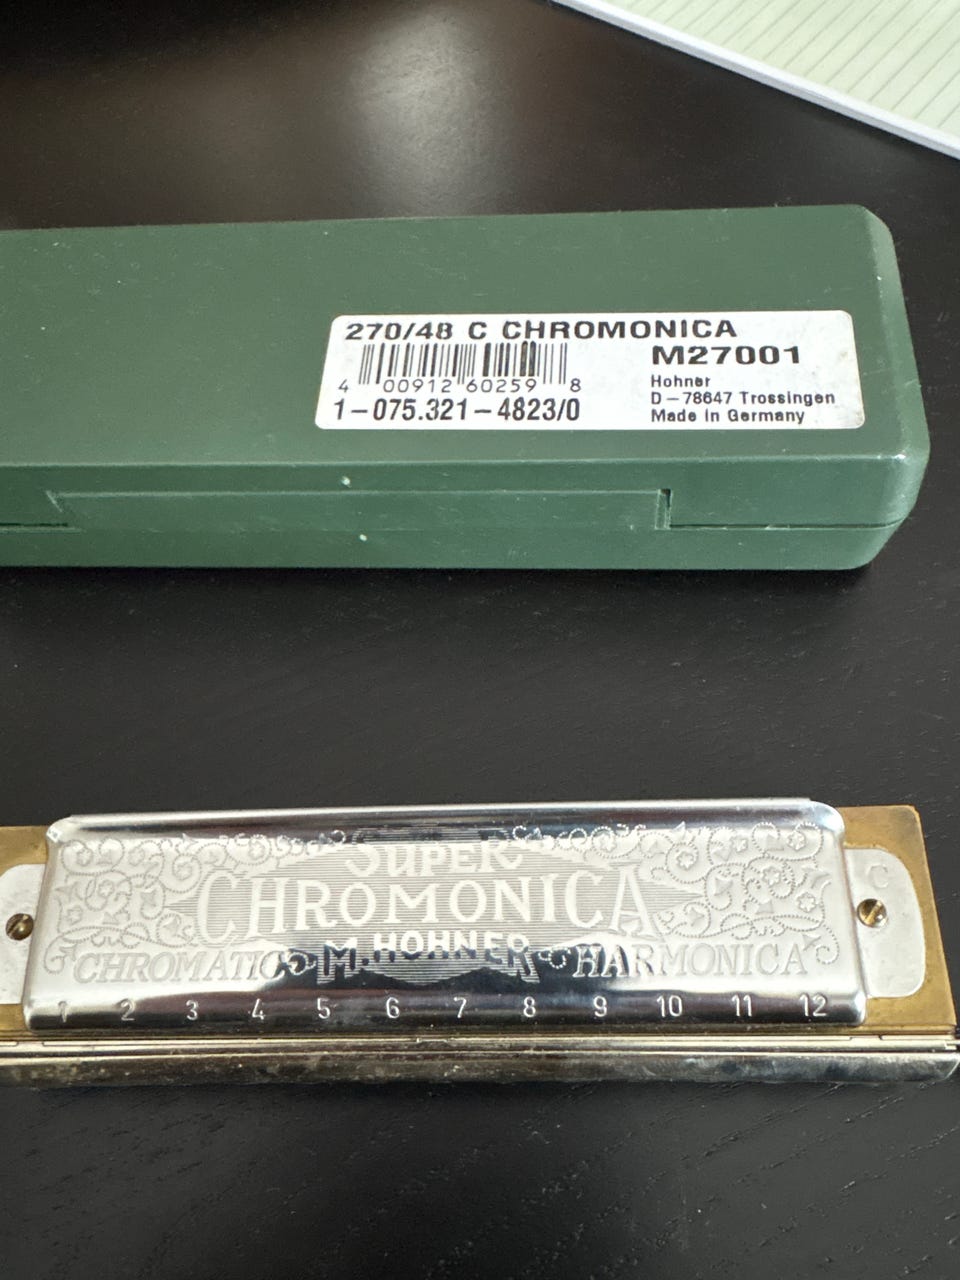 270/48 C CHROMONICA
M27001
4 00912 60259 8
1-075.321-4823/0
Hohner
D-78647 Trossingen
Made in Germany
SUPER
CHROMONICA
M. HOHNER
CHROMATIC HARMONICA
C
1 2 3 4 5 6 7 8 9 10 11 12